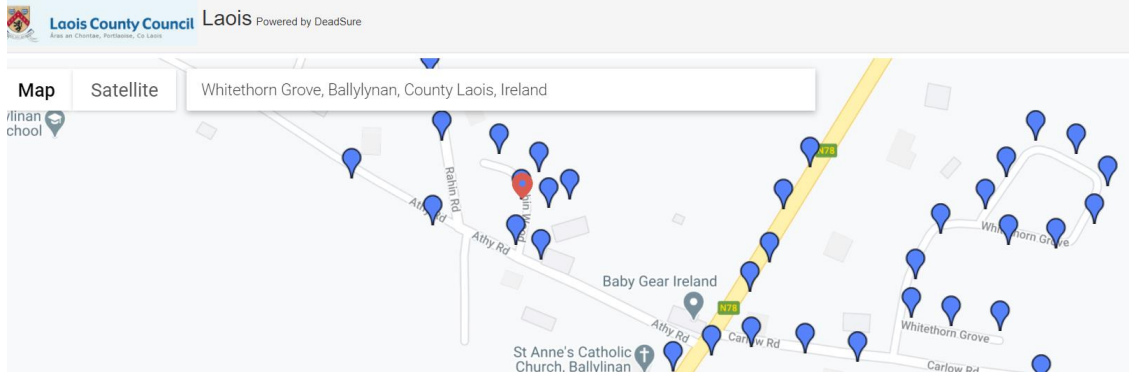 Laois County Council
Áras an Chontae, Portlaoise, Co Laois
Laois Powered by DeadSure
Map
Satellite
Whitethorn Grove, Ballylynan, County Laois, Ireland
School
N78
Rahin Rd
Athy Rd
Wood
Athy Rd
Grove
Baby Gear Ireland
N78
Athy Rd
Carlow Rd
Whitethorn Grove
St Anne's Catholic
Church, Ballylinan
Carlow Rd